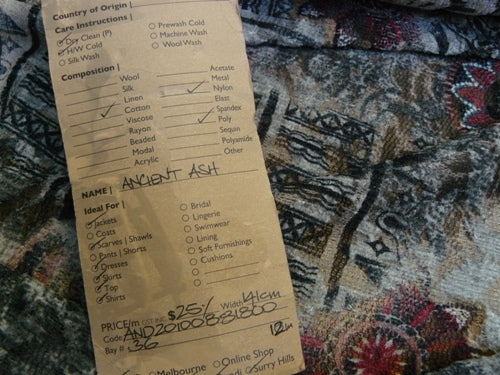 Country of Origin |
Care Instructions |
Dry Clean (P)
H/W Cold
Silk Wash
Prewash Cold
Machine Wash
Wool Wash
Composition |
Wool
Silk
Linen
Cotton
Viscose
Rayon
Beaded
Modal
Acrylic
Acetate
Metal
Nylon
Elast
Spandex
Poly
Sequin
Polyamide
Other
NAME | ANCIENT ASH
Ideal For |
Jackets
Coats
Scarves | Shawls
Pants | Shorts
Dresses
Skirts
Top
Shirts
Bridal
Lingerie
Swimwear
Lining
Soft Furnishings
Cushions
PRICE/m GST INC $25/ Width 141cm
Code
Bay # 36
Melbourne
Online Shop
Surry Hills